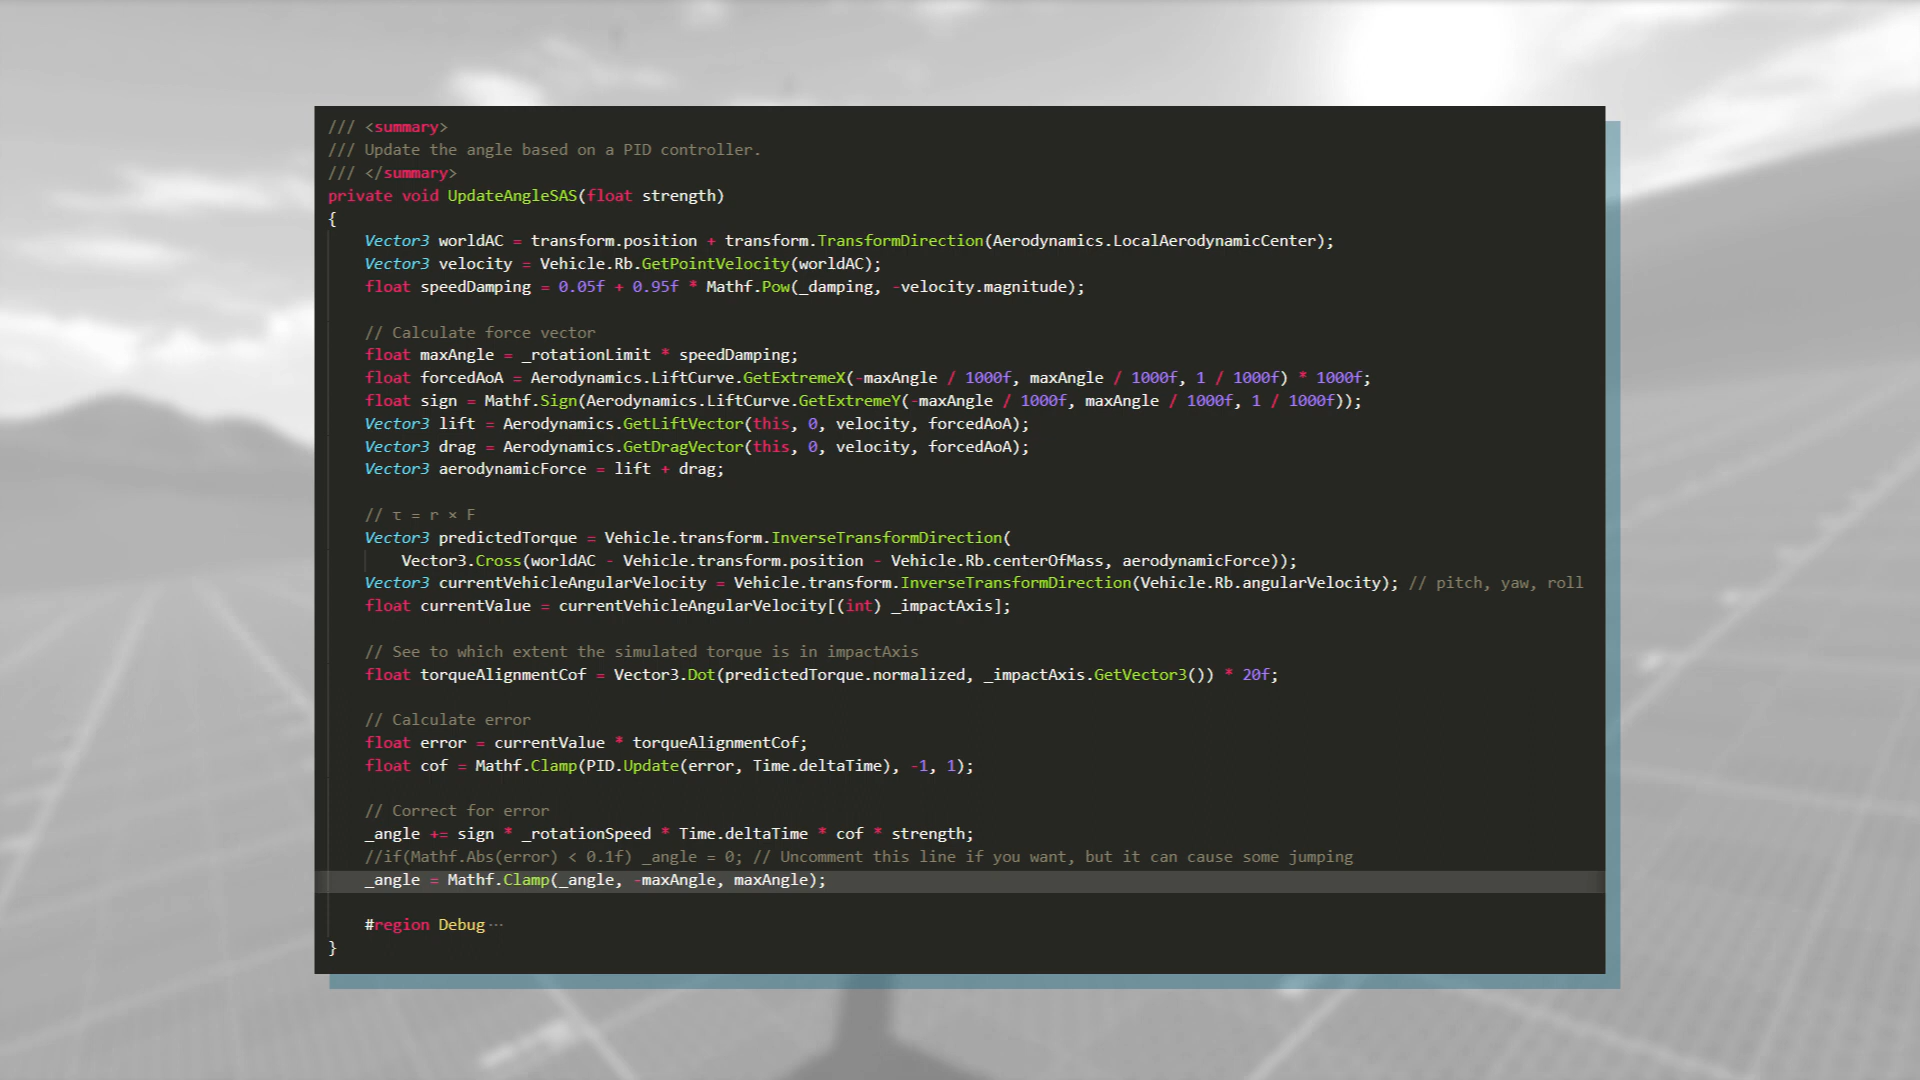 /// <summary>
/// Update the angle based on a PID controller.
/// </summary>
private void UpdateAngleSAS(float strength)
{
    Vector3 worldAC = transform.position + transform.TransformDirection(Aerodynamics.LocalAerodynamicCenter);
    Vector3 velocity = Vehicle.Rb.GetPointVelocity(worldAC);
    float speedDamping = 0.05f + 0.95f * Mathf.Pow(_damping, -velocity.magnitude);

    // Calculate force vector
    float maxAngle = _rotationLimit * speedDamping;
    float forcedAoA = Aerodynamics.LiftCurve.GetExtremeX(-maxAngle / 1000f, maxAngle / 1000f, 1 / 1000f) * 1000f;
    float sign = Mathf.Sign(Aerodynamics.LiftCurve.GetExtremeY(-maxAngle / 1000f, maxAngle / 1000f, 1 / 1000f));
    Vector3 lift = Aerodynamics.GetLiftVector(this, 0, velocity, forcedAoA);
    Vector3 drag = Aerodynamics.GetDragVector(this, 0, velocity, forcedAoA);
    Vector3 aerodynamicForce = lift + drag;

    // τ = r × F
    Vector3 predictedTorque = Vehicle.transform.InverseTransformDirection(
        Vector3.Cross(worldAC - Vehicle.transform.position - Vehicle.Rb.centerOfMass, aerodynamicForce));
    Vector3 currentVehicleAngularVelocity = Vehicle.transform.InverseTransformDirection(Vehicle.Rb.angularVelocity); // pitch, yaw, roll
    float currentValue = currentVehicleAngularVelocity[(int) _impactAxis];

    // See to which extent the simulated torque is in impactAxis
    float torqueAlignmentCof = Vector3.Dot(predictedTorque.normalized, _impactAxis.GetVector3()) * 20f;

    // Calculate error
    float error = currentValue * torqueAlignmentCof;
    float cof = Mathf.Clamp(PID.Update(error, Time.deltaTime), -1, 1);

    // Correct for error
    _angle += sign * _rotationSpeed * Time.deltaTime * cof * strength;
    //if(Mathf.Abs(error) < 0.1f) _angle = 0; // Uncomment this line if you want, but it can cause some jumping
    _angle = Mathf.Clamp(_angle, -maxAngle, maxAngle);

    #region Debug ···
}